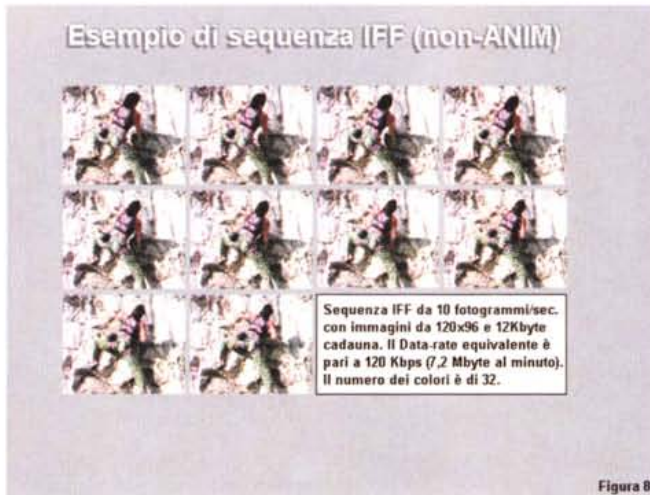 Esempio di sequenza IFF (non-ANIM)
Sequenza IFF da 10 fotogrammi/sec.
con immagini da 120x96 e 12Kbyte
cadauna. Il Data-rate equivalente è
pari a 120 Kbps (7,2 Mbyte al minuto).
Il numero dei colori è di 32.
Figura 8